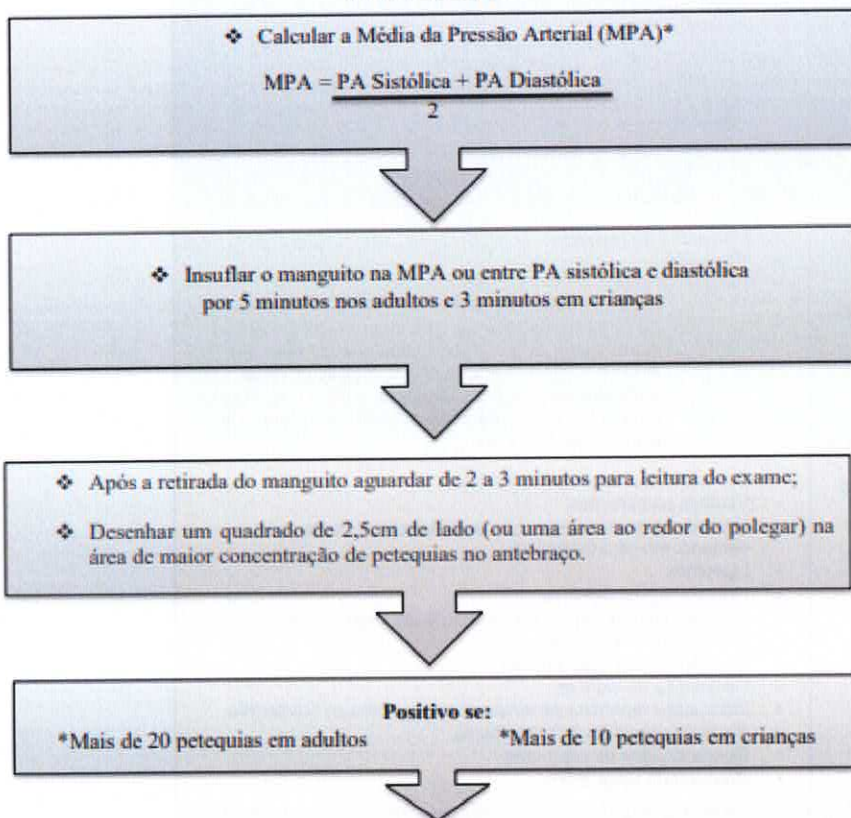 ❖ Calcular a Média da Pressão Arterial (MPA)*
MPA = PA Sistólica + PA Diastólica
2
❖ Insuflar o manguito na MPA ou entre PA sistólica e diastólica
por 5 minutos nos adultos e 3 minutos em crianças
❖ Após a retirada do manguito aguardar de 2 a 3 minutos para leitura do exame;
❖ Desenhar um quadrado de 2,5cm de lado (ou uma área ao redor do polegar) na
área de maior concentração de petequias no antebraço.
Positivo se:
*Mais de 20 petequias em adultos *Mais de 10 petequias em crianças